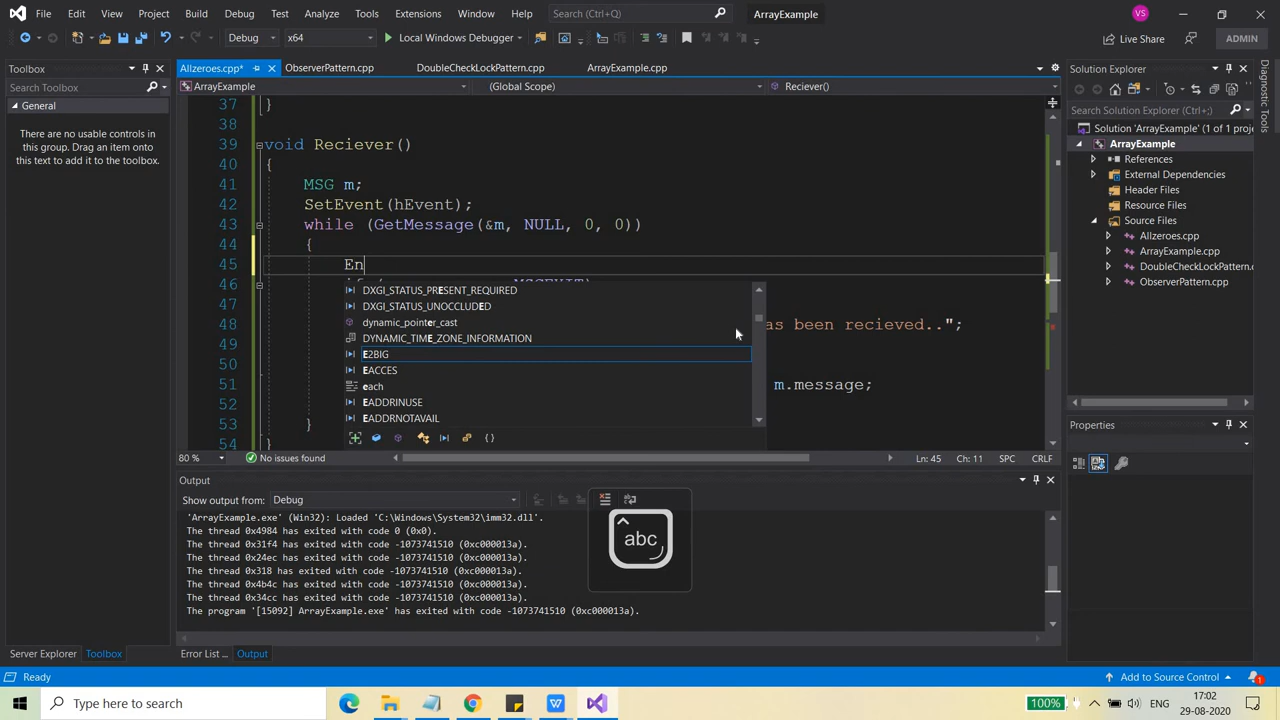 File Edit View Project Build Debug Test Analyze Tools Extensions Window Help Search (Ctrl+Q) ArrayExample VS
Debug x64 Local Windows Debugger Live Share ADMIN
Toolbox
Search Toolbox
General
There are no usable controls in
this group. Drag an item onto
this text to add it to the toolbox.
Allzeroes.cpp* ObserverPattern.cpp DoubleCheckLockPattern.cpp ArrayExample.cpp
ArrayExample (Global Scope) Reciever()
37 }
38
39 void Reciever()
40 {
41 MSG m;
42 SetEvent(hEvent);
43 while (GetMessage(&m, NULL, 0, 0))
44 {
45 En
46
47
48 as been recieved..";
49
50
51 m.message;
52
53 }
54 }
DXGI_STATUS_PRESENT_REQUIRED
DXGI_STATUS_UNOCCLUDED
dynamic_pointer_cast
DYNAMIC_TIME_ZONE_INFORMATION
E2BIG
EACCES
each
EADDRINUSE
EADDRNOTAVAIL
80 % No issues found Ln: 45 Ch: 11 SPC CRLF
Output
Show output from: Debug
'ArrayExample.exe' (Win32): Loaded 'C:\Windows\System32\imm32.dll'.
The thread 0x4984 has exited with code 0 (0x0).
The thread 0x31f4 has exited with code -1073741510 (0xc000013a).
The thread 0x24ec has exited with code -1073741510 (0xc000013a).
The thread 0x318 has exited with code -1073741510 (0xc000013a).
The thread 0x4b4c has exited with code -1073741510 (0xc000013a).
The thread 0x34cc has exited with code -1073741510 (0xc000013a).
The program '[15092] ArrayExample.exe' has exited with code -1073741510 (0xc000013a).
abc
Solution Explorer
Search Solution Explorer (Ctrl+;)
Solution 'ArrayExample' (1 of 1 proje
ArrayExample
References
External Dependencies
Header Files
Resource Files
Source Files
Allzeroes.cpp
ArrayExample.cpp
DoubleCheckLockPattern.c
ObserverPattern.cpp
Properties
Diagnostic Tools
Server Explorer Toolbox Error List ... Output
Ready Add to Source Control 1
Type here to search 100% ENG 17:02
29-08-2020